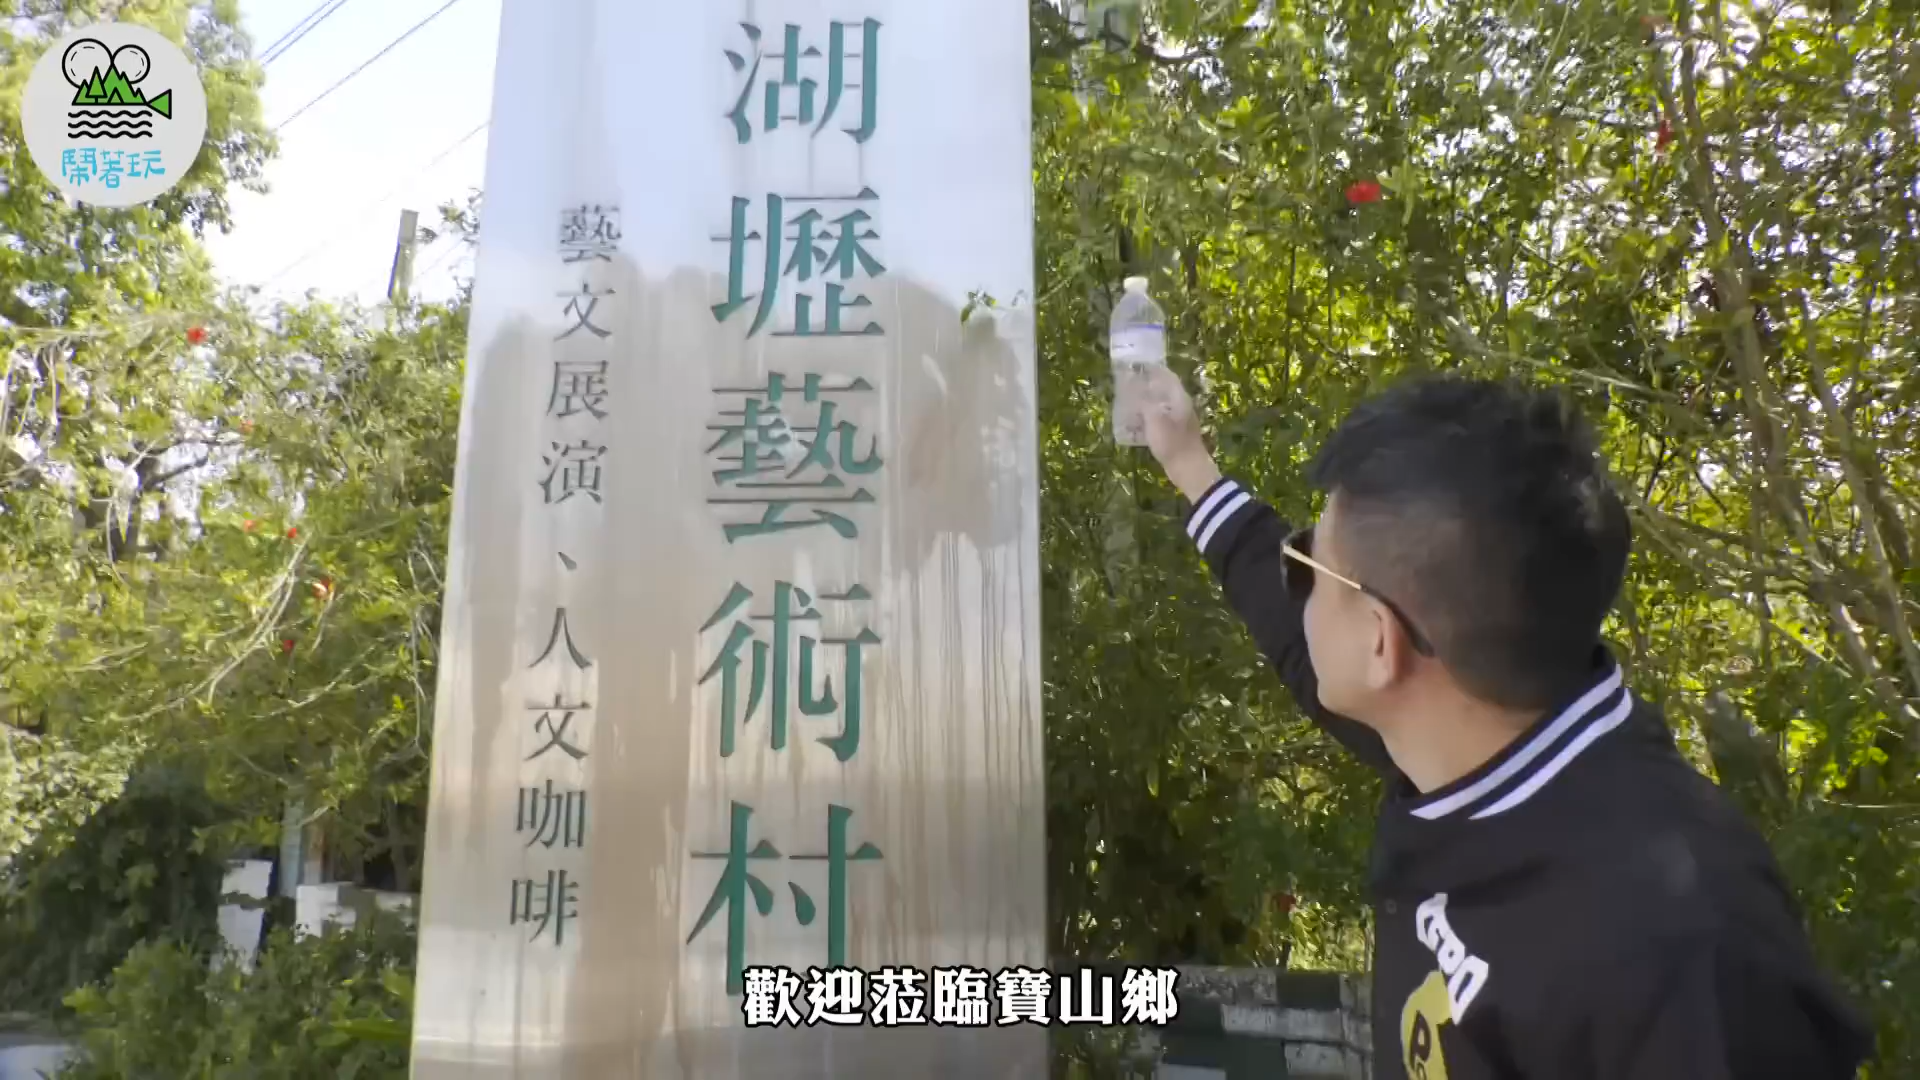 鬧著玩
湖壢藝術村
藝文展演、人文咖啡
歡迎蒞臨寶山鄉